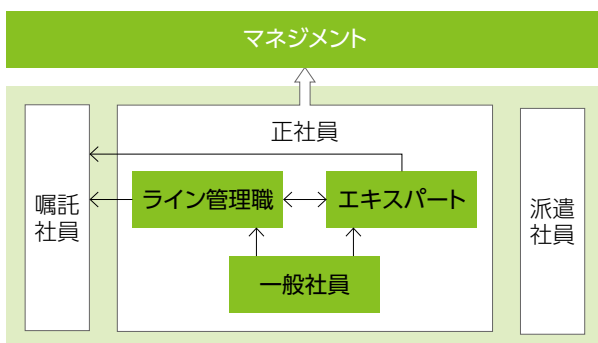 マネジメント
正社員
ライン管理職
エキスパート
一般社員
嘱託
社員
派遣
社員